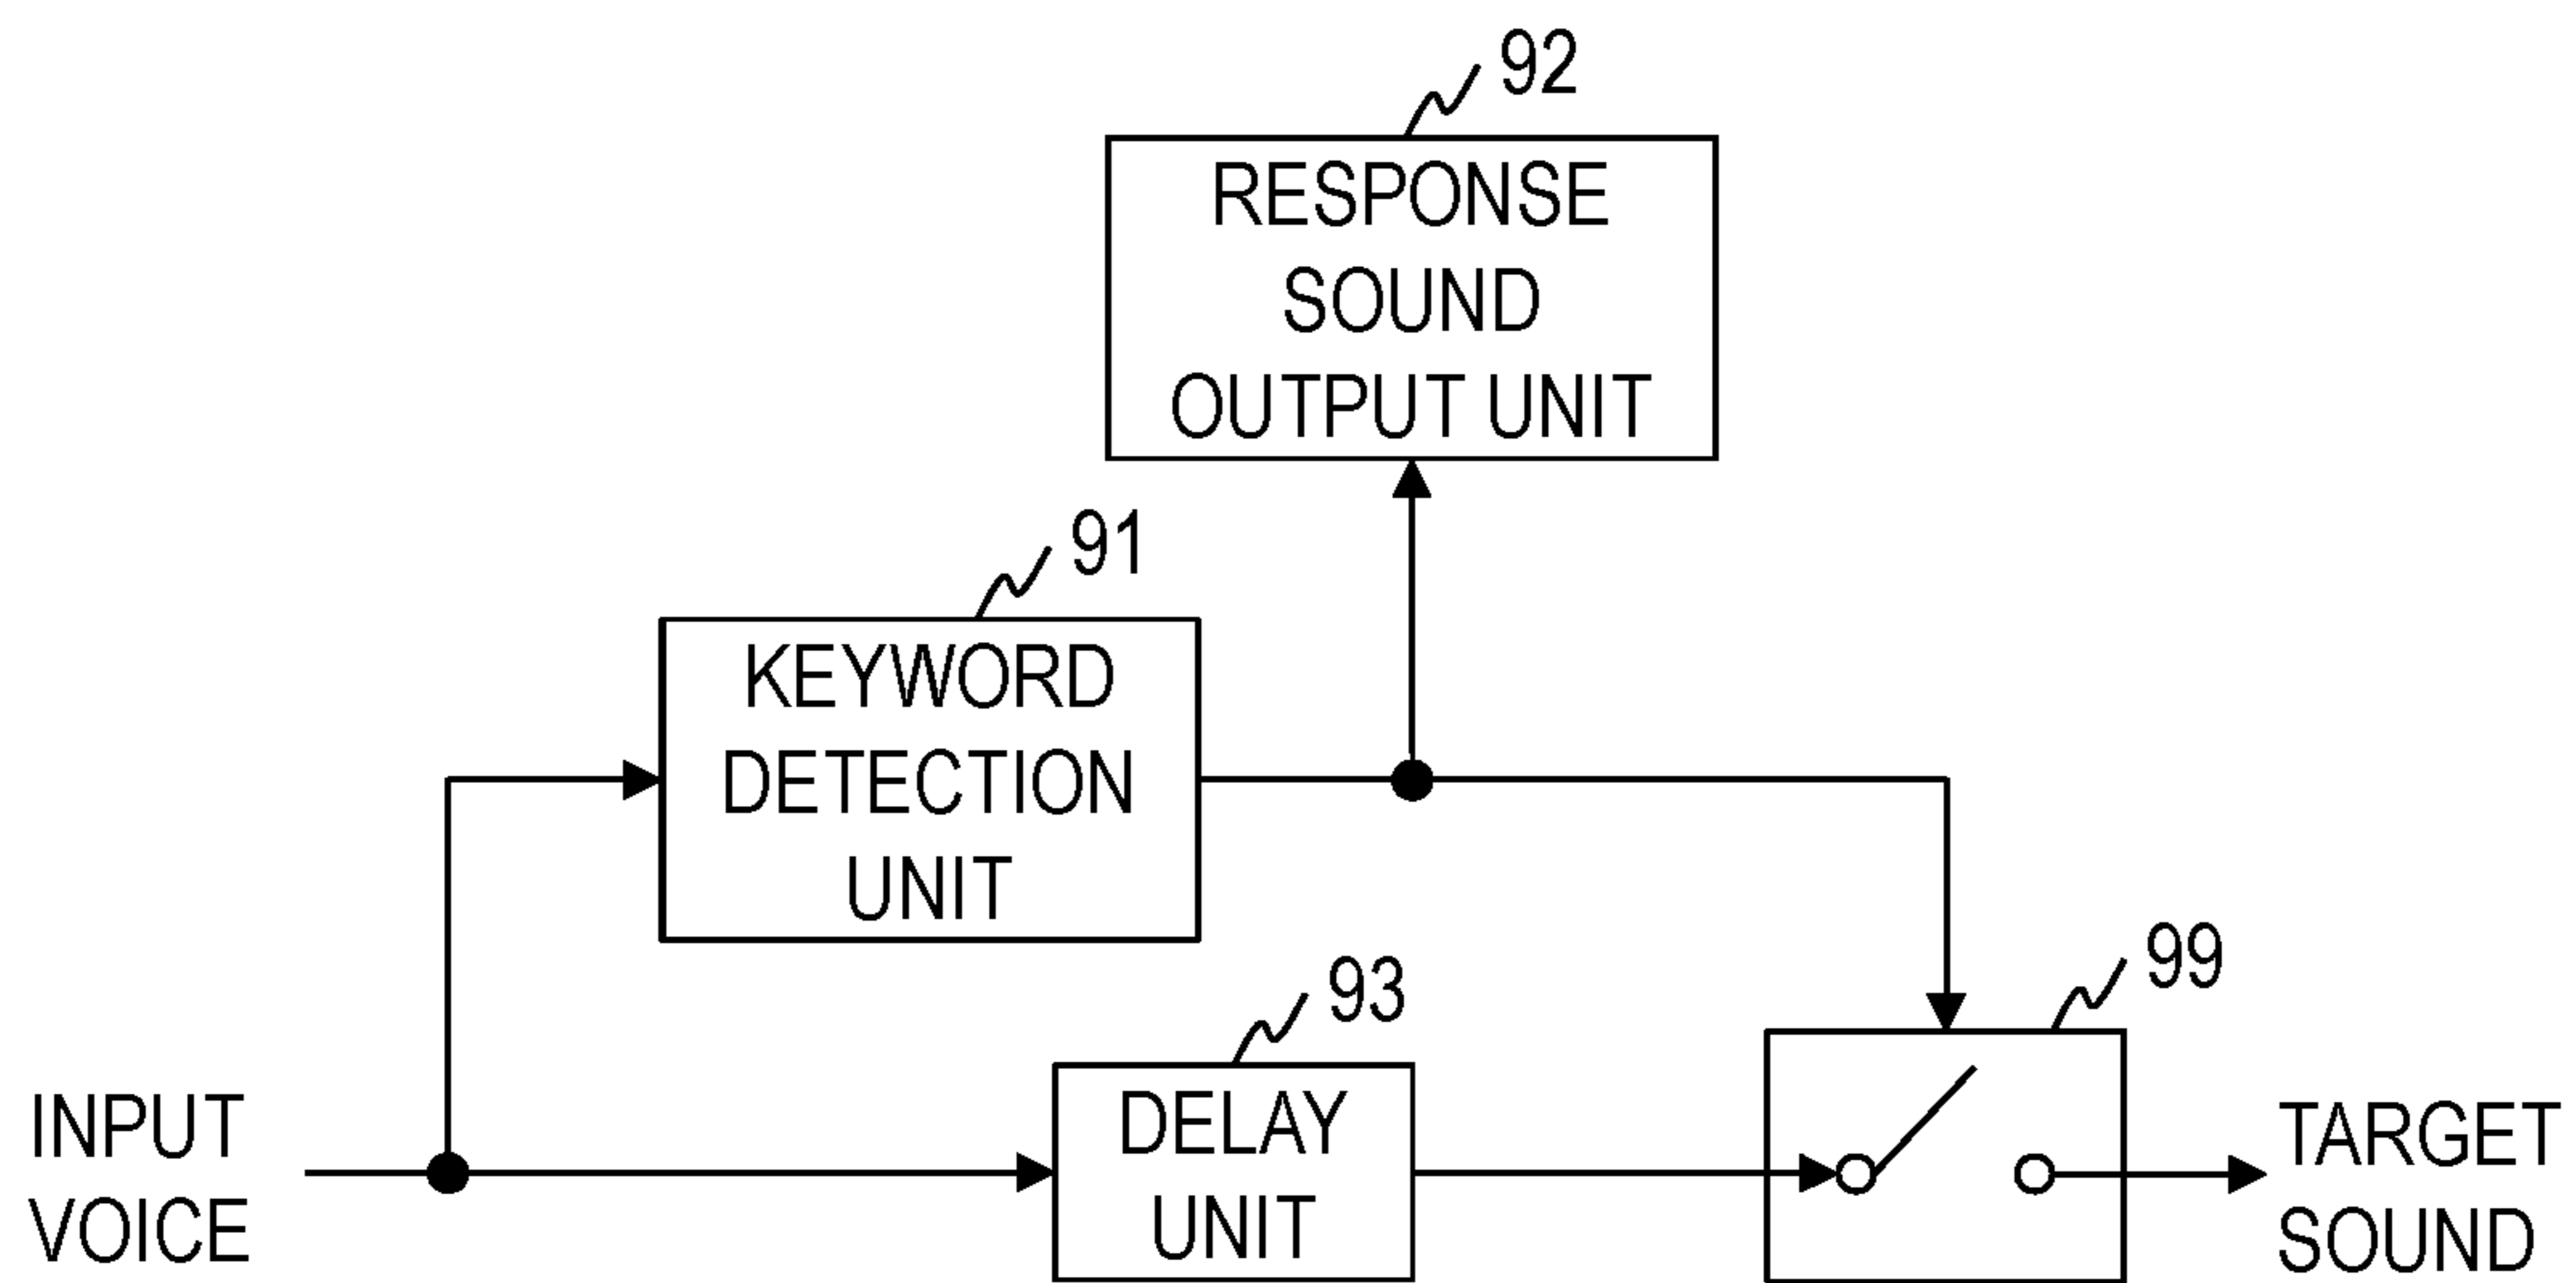 92
RESPONSE
SOUND
OUTPUT UNIT
91
KEYWORD
DETECTION
UNIT
93
99
INPUT
VOICE
DELAY
UNIT
TARGET
SOUND